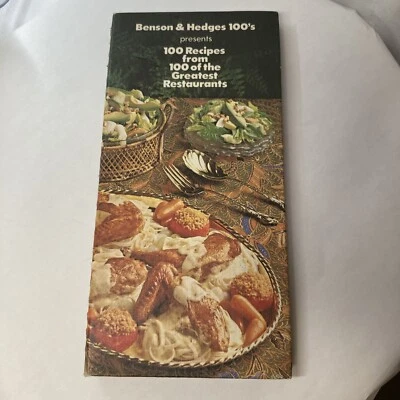 Benson & Hedges 100's
presents
100 Recipes
from
100 of the
Greatest
Restaurants